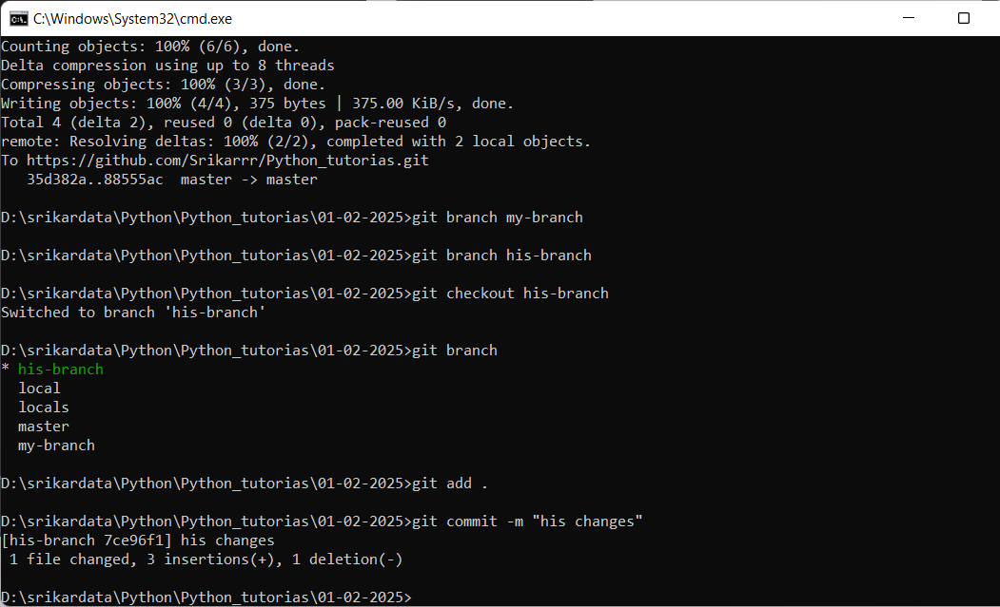 C:\Windows\System32\cmd.exe
Counting objects: 100% (6/6), done.
Delta compression using up to 8 threads
Compressing objects: 100% (3/3), done.
Writing objects: 100% (4/4), 375 bytes | 375.00 KiB/s, done.
Total 4 (delta 2), reused 0 (delta 0), pack-reused 0
remote: Resolving deltas: 100% (2/2), completed with 2 local objects.
To https://github.com/Srikarrr/Python_tutorias.git
   35d382a..88555ac  master -> master
D:\srikardata\Python\Python_tutorias\01-02-2025>git branch my-branch
D:\srikardata\Python\Python_tutorias\01-02-2025>git branch his-branch
D:\srikardata\Python\Python_tutorias\01-02-2025>git checkout his-branch
Switched to branch 'his-branch'
D:\srikardata\Python\Python_tutorias\01-02-2025>git branch
* his-branch
  local
  locals
  master
  my-branch
D:\srikardata\Python\Python_tutorias\01-02-2025>git add .
D:\srikardata\Python\Python_tutorias\01-02-2025>git commit -m "his changes"
[his-branch 7ce96f1] his changes
 1 file changed, 3 insertions(+), 1 deletion(-)
D:\srikardata\Python\Python_tutorias\01-02-2025>